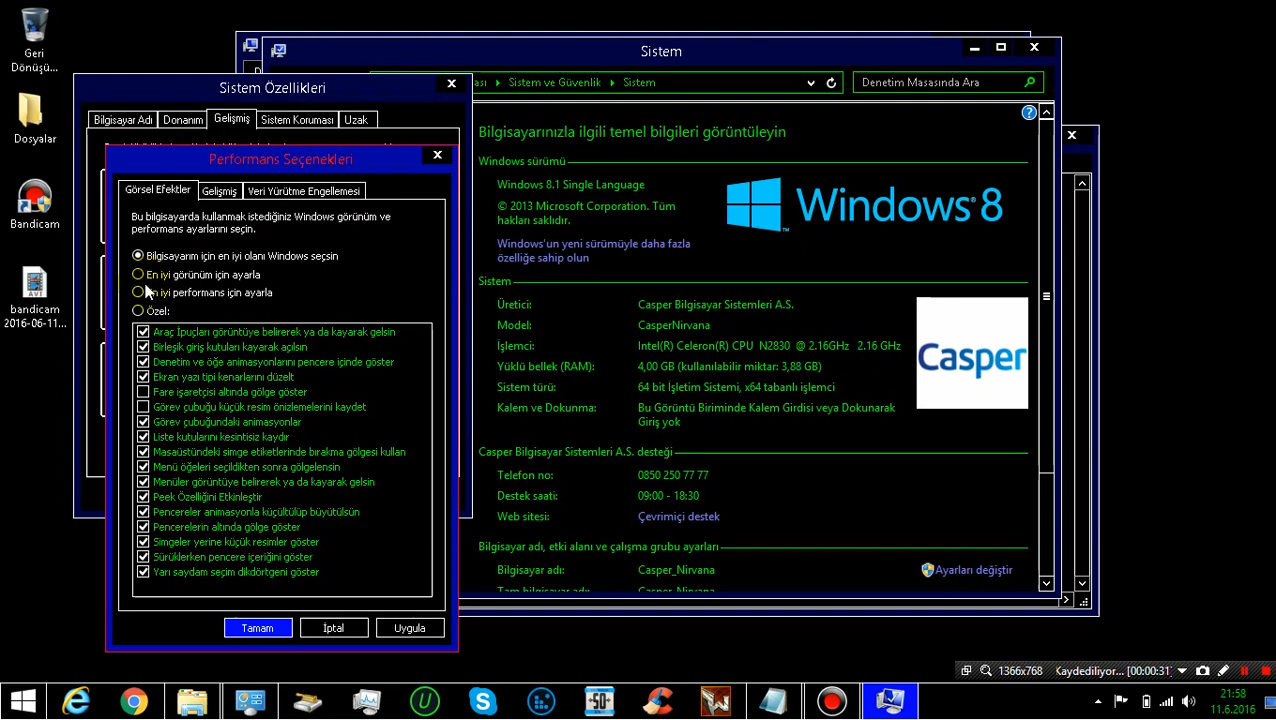 Geri
Dönüşü...
Dosyalar
Bandicam
AVI
bandicam
2016-06-11...
Sistem
Sistem ve Güvenlik
Sistem
Denetim Masasında Ara
Sistem Özellikleri
Bilgisayar Adı
Donanım
Gelişmiş
Sistem Koruması
Uzak
Performans Seçenekleri
Görsel Efektler
Gelişmiş
Veri Yürütme Engellemesi
Bu bilgisayarda kullanmak istediğiniz Windows görünüm ve
performans ayarlarını seçin.
Bilgisayarım için en iyi olanı Windows seçsin
En iyi görünüm için ayarla
iyi performans için ayarla
Özel:
Araç İpuçları görüntüye belirerek ya da kayarak gelsin
Birleşik giriş kutuları kayarak açılsın
Denetim ve öğe animasyonlarını pencere içinde göster
Ekran yazı tipi kenarlarını düzelt
Fare işaretçisi altında gölge göster
Görev çubuğu küçük resim önizlemelerini kaydet
Görev çubuğundaki animasyonlar
Liste kutularını kesintisiz kaydır
Masaüstündeki simge etiketlerinde bırakma gölgesi kullan
Menü öğeleri seçildikten sonra gölgelensin
Menüler görüntüye belirerek ya da kayarak gelsin
Peek Özelliğini Etkinleştir
Pencereler animasyonla küçültülüp büyütülsün
Pencerelerin altında gölge göster
Simgeler yerine küçük resimler göster
Sürüklerken pencere içeriğini göster
Yarı saydam seçim dikdörtgeni göster
Tamam
İptal
Uygula
Bilgisayarınızla ilgili temel bilgileri görüntüleyin
Windows sürümü
Windows 8.1 Single Language
© 2013 Microsoft Corporation. Tüm
hakları saklıdır.
Windows'un yeni sürümüyle daha fazla
özelliğe sahip olun
Windows 8
Sistem
Üretici: Casper Bilgisayar Sistemleri A.S.
Model: CasperNirvana
İşlemci: Intel(R) Celeron(R) CPU N2830 @ 2.16GHz 2.16 GHz
Yüklü bellek (RAM): 4,00 GB (kullanılabilir miktar: 3,88 GB)
Sistem türü: 64 bit İşletim Sistemi, x64 tabanlı işlemci
Kalem ve Dokunma: Bu Görüntü Biriminde Kalem Girdisi veya Dokunarak
Giriş yok
Casper
Casper Bilgisayar Sistemleri A.S. desteği
Telefon no: 0850 250 77 77
Destek saati: 09:00 - 18:30
Web sitesi: Çevrimiçi destek
Bilgisayar adı, etki alanı ve çalışma grubu ayarları
Bilgisayar adı: Casper_Nirvana
Ayarları değiştir
Tam bilgisayar adı: Casper_Nirvana
1366x768
Kaydediliyor... [00:00:31]
+50
21:58
11.6.2016